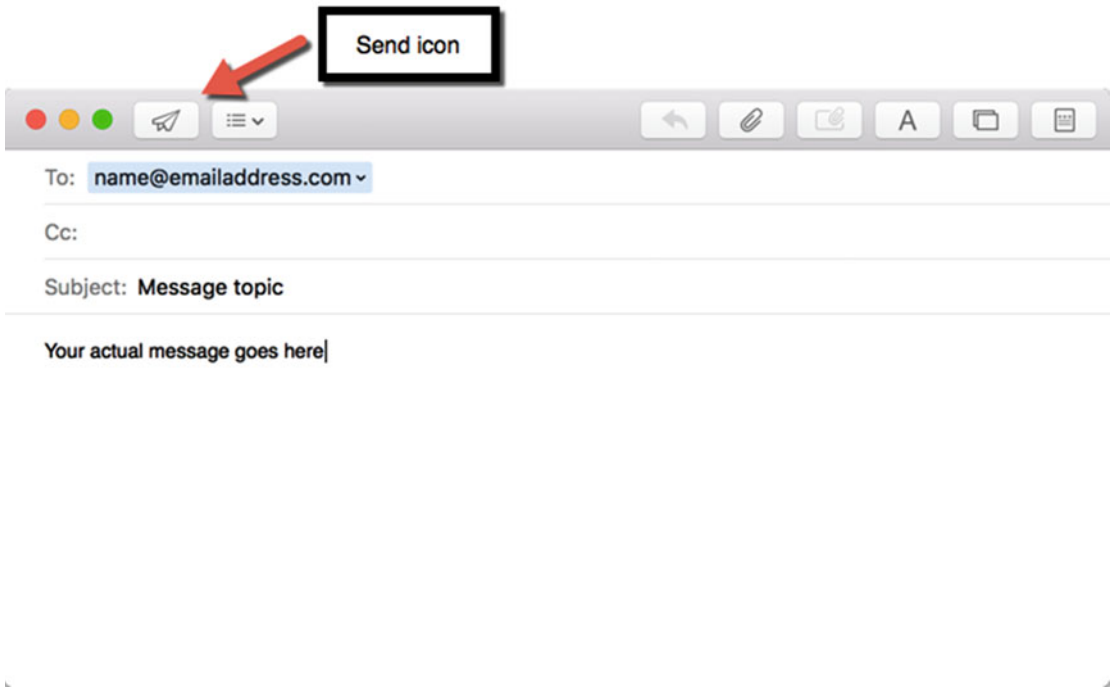 Send icon
A
To: name@emailaddress.com
Cc:
Subject: Message topic
Your actual message goes here